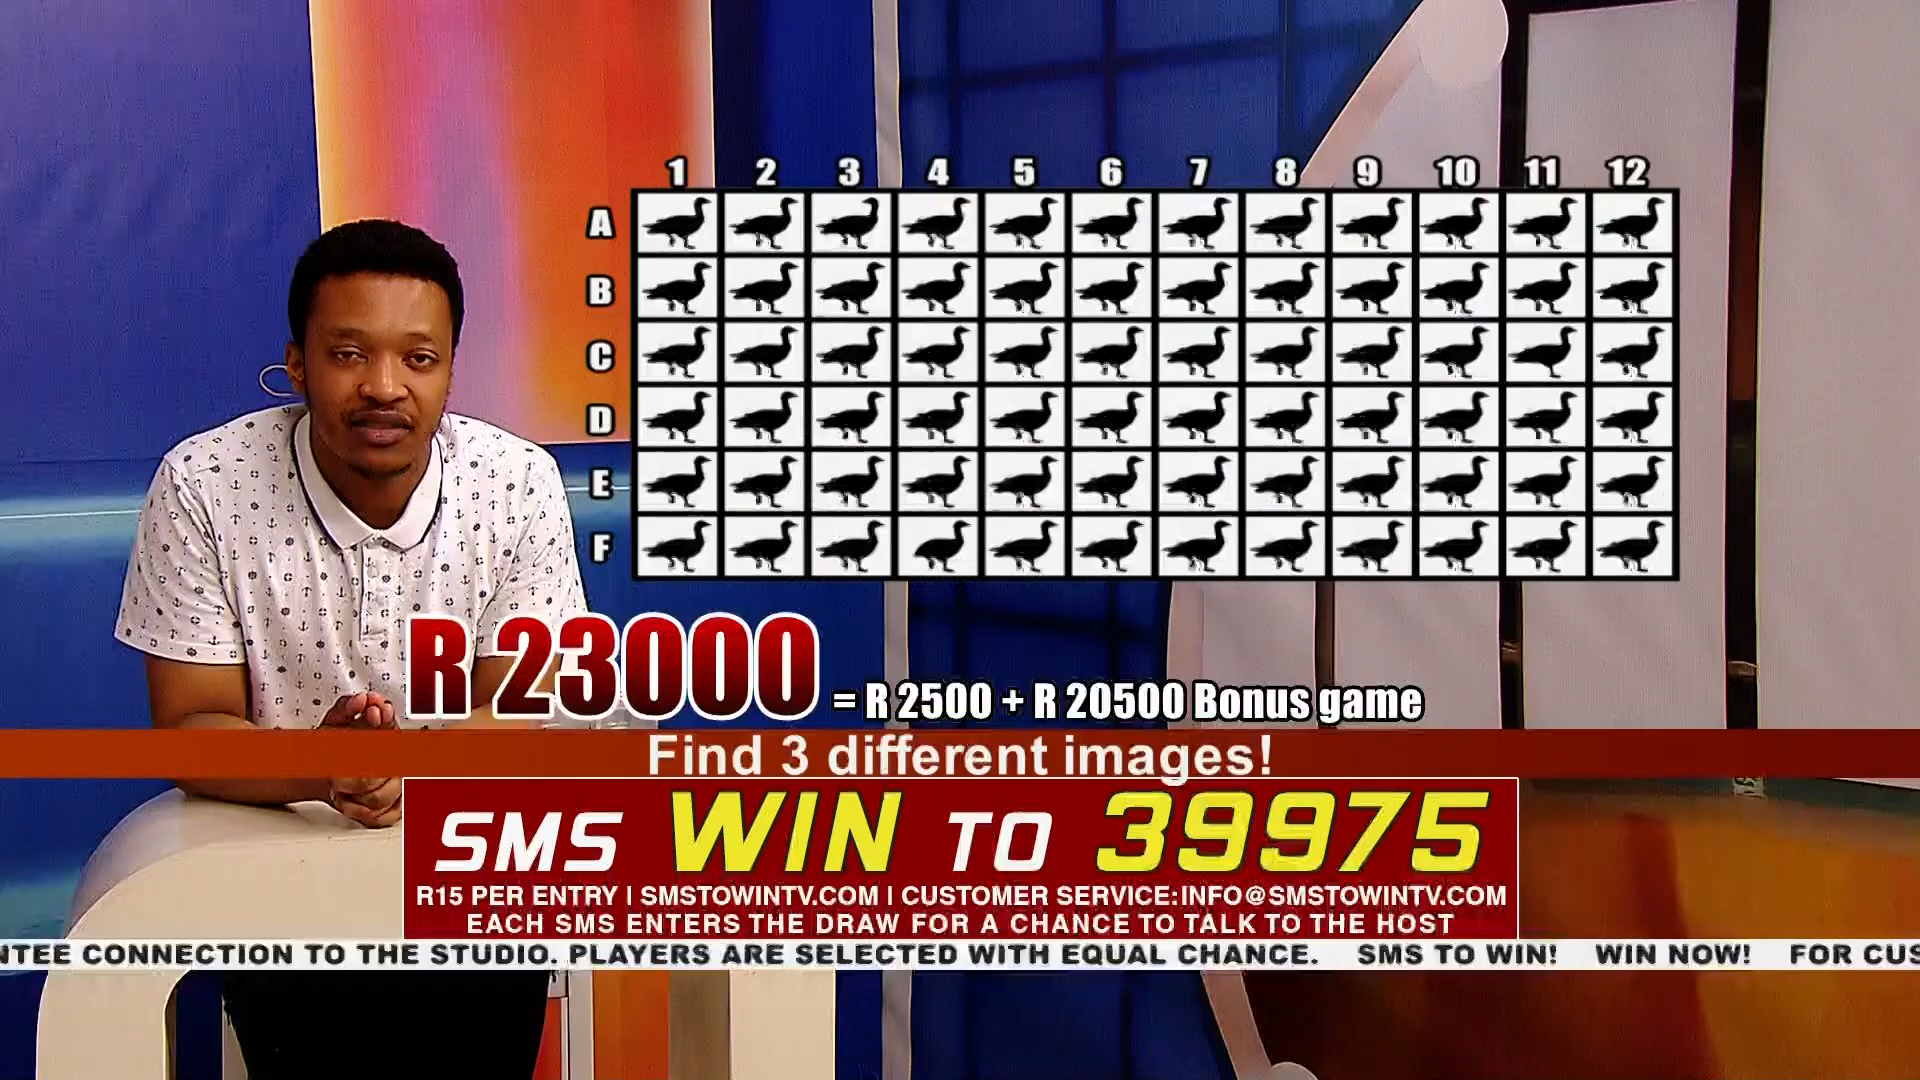 1 2 3 4 5 6 7 8 9 10 11 12
A
B
C
D
E
F
R 23000 = R 2500 + R 20500 Bonus game
Find 3 different images!
SMS WIN TO 39975
R15 PER ENTRY | SMSTOWINTV.COM | CUSTOMER SERVICE:INFO@SMSTOWINTV.COM
EACH SMS ENTERS THE DRAW FOR A CHANCE TO TALK TO THE HOST
NTEE CONNECTION TO THE STUDIO. PLAYERS ARE SELECTED WITH EQUAL CHANCE. SMS TO WIN! WIN NOW! FOR CUS